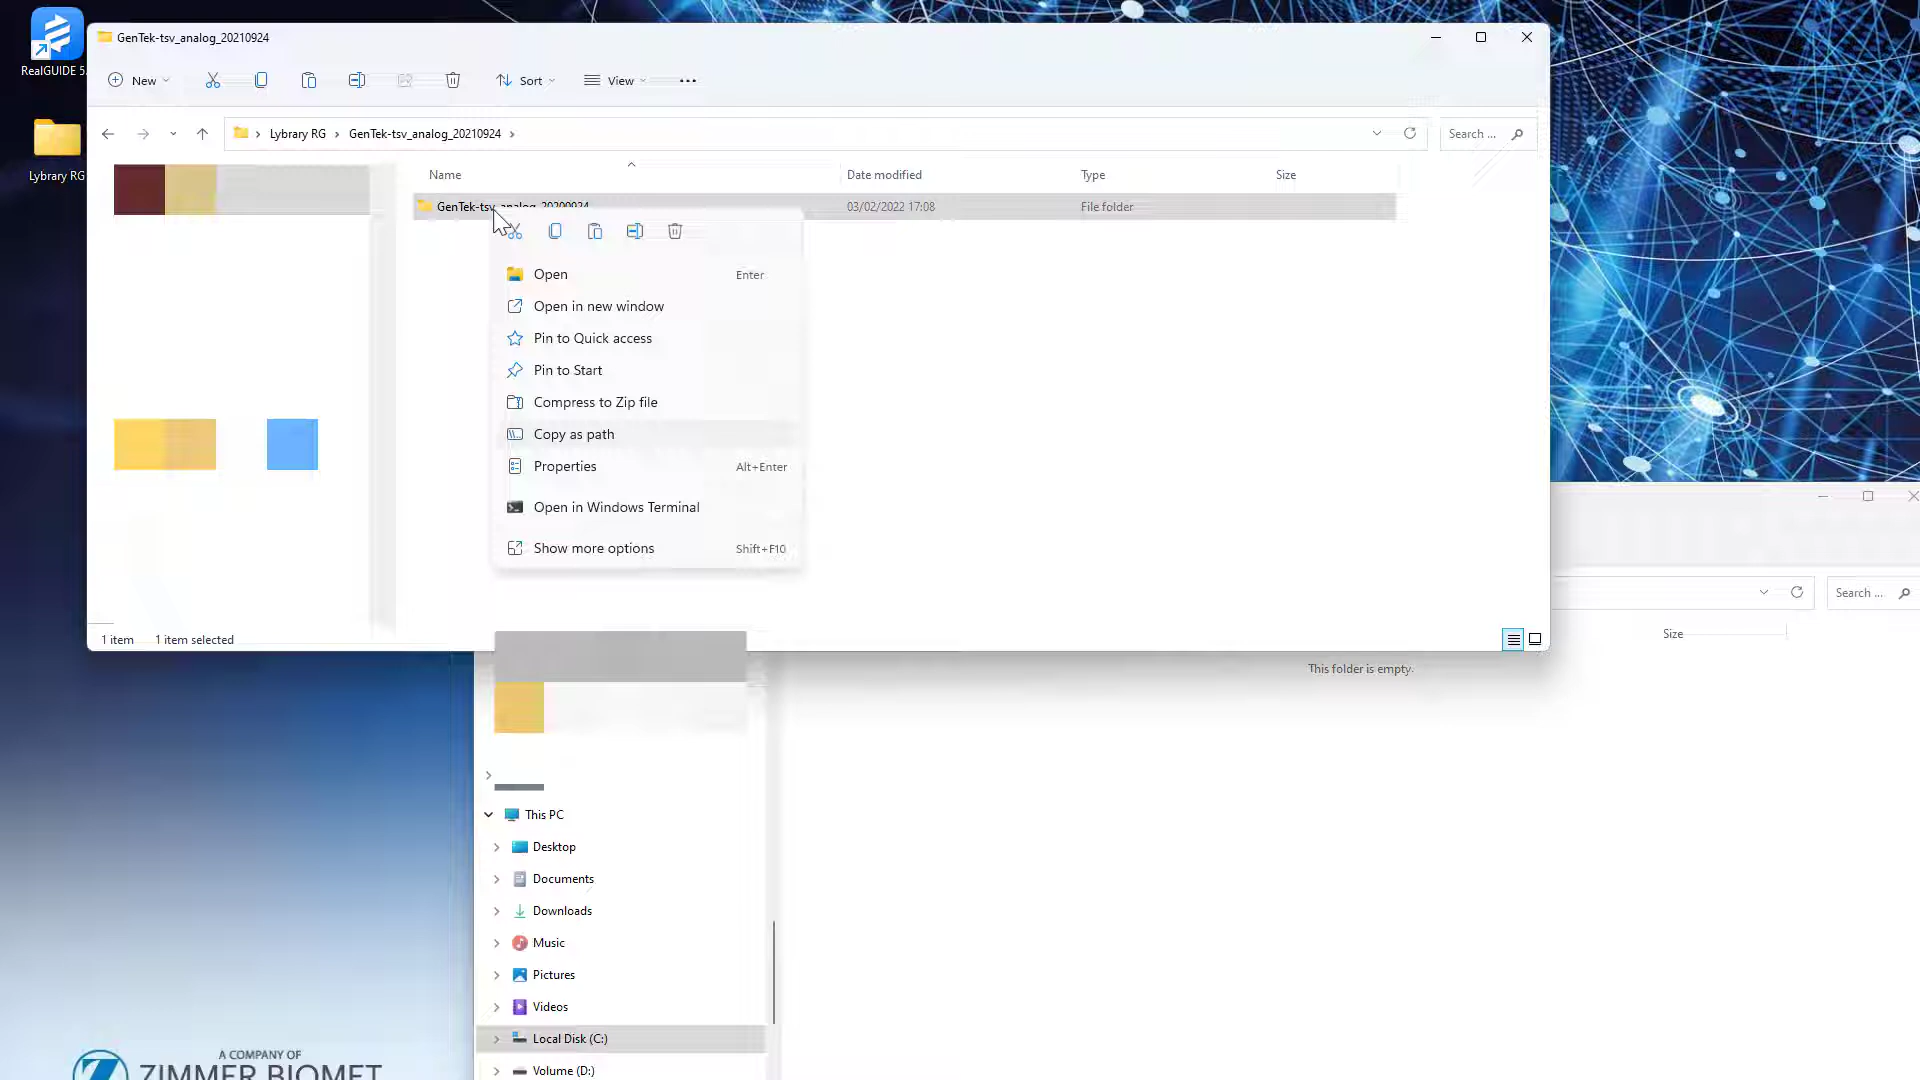 RealGUIDE 5.
Lybrary RG
GenTek-tsv_analog_20210924
New
Sort
View
Lybrary RG
GenTek-tsv_analog_20210924
Search ...
Name
Date modified
Type
Size
GenTek-tsv_analog_20200924
03/02/2022 17:08
File folder
Open
Enter
Open in new window
Pin to Quick access
Pin to Start
Compress to Zip file
Copy as path
Properties
Alt+Enter
Open in Windows Terminal
Show more options
Shift+F10
1 item
1 item selected
Search ...
Size
This folder is empty.
This PC
Desktop
Documents
Downloads
Music
Pictures
Videos
Local Disk (C:)
Volume (D:)
A COMPANY OF
ZIMMER BIOMET